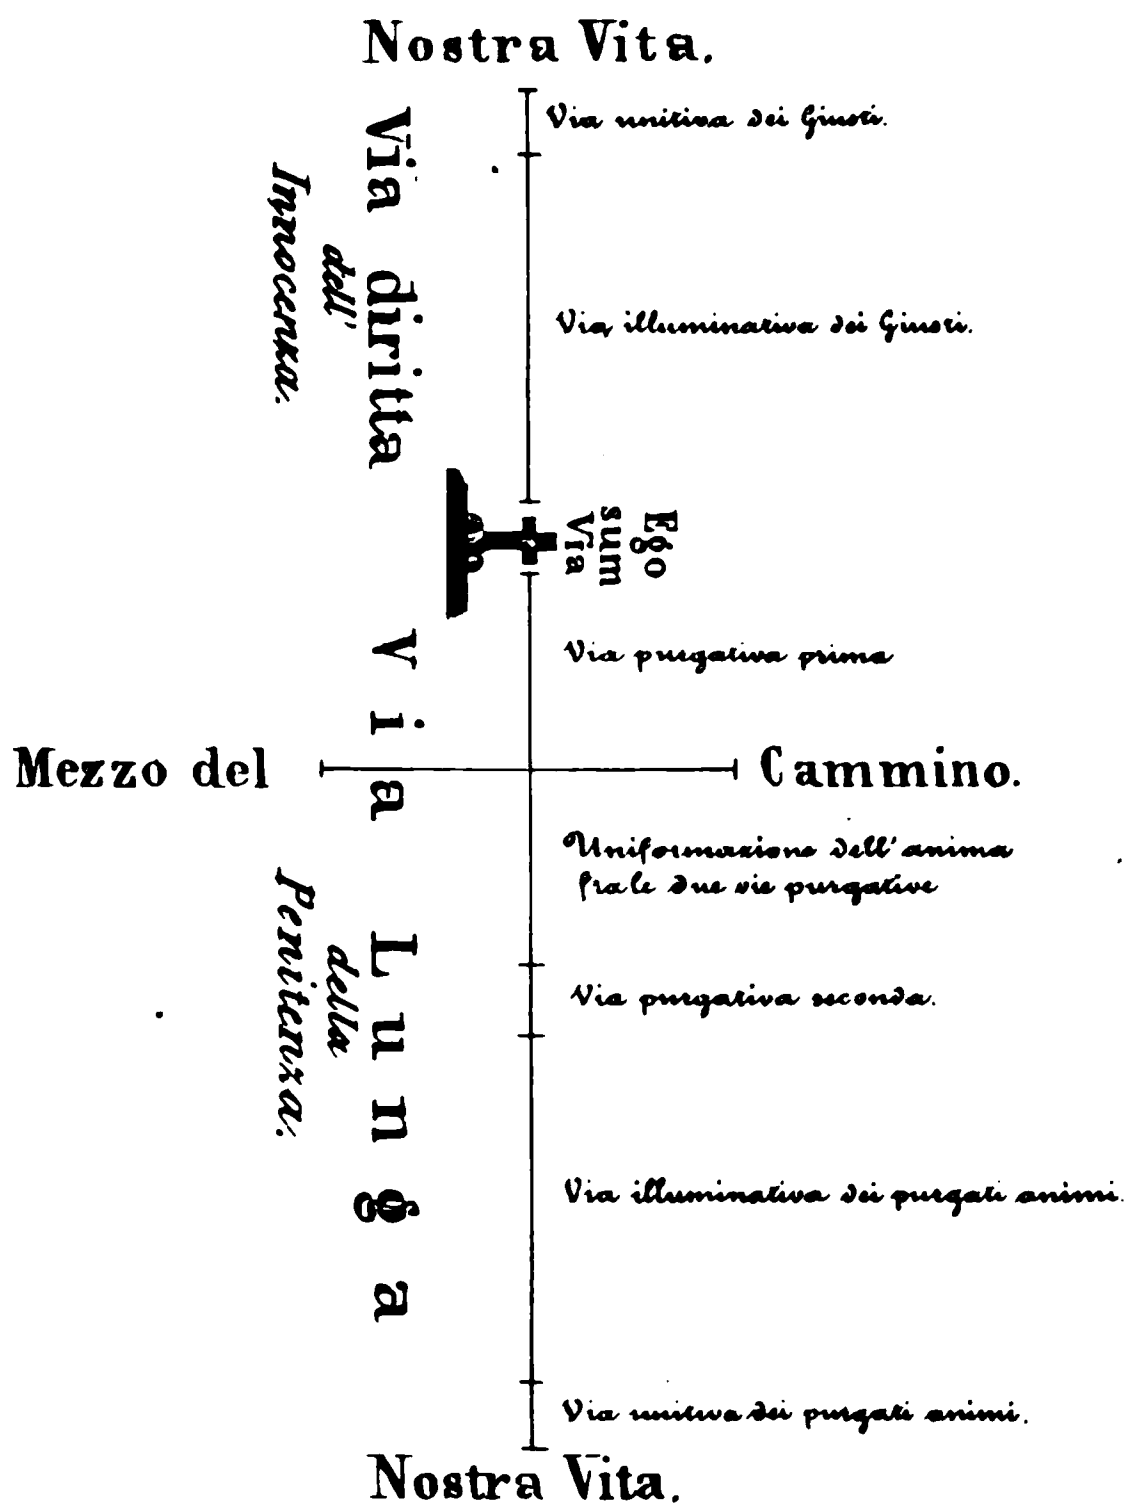 Nostra Vita.
Via unitiva dei Giusti.
Via diritta
dell'
Innocenza.
Via illuminativa dei Giusti.
Ego
sum
Via
Via purgativa prima
Mezzo del Cammino.
Uniformazione dell'anima
fra le due vie purgative
Via Lunga
della
Penitenza.
Via purgativa seconda.
Via illuminativa dei purgati animi.
Via unitiva dei purgati animi.
Nostra Vita.